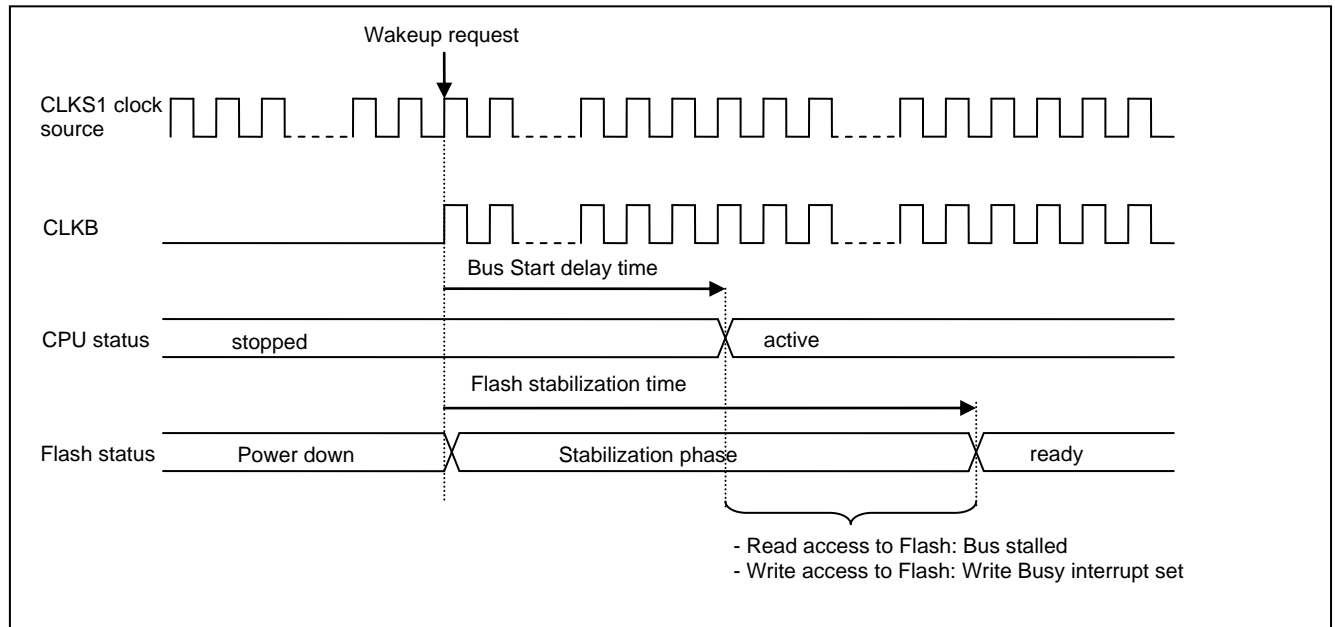 Wakeup request
CLKS1 clock
source
CLKB
Bus Start delay time
CPU status
stopped
active
Flash stabilization time
Flash status
Power down
Stabilization phase
ready
- Read access to Flash: Bus stalled
- Write access to Flash: Write Busy interrupt set